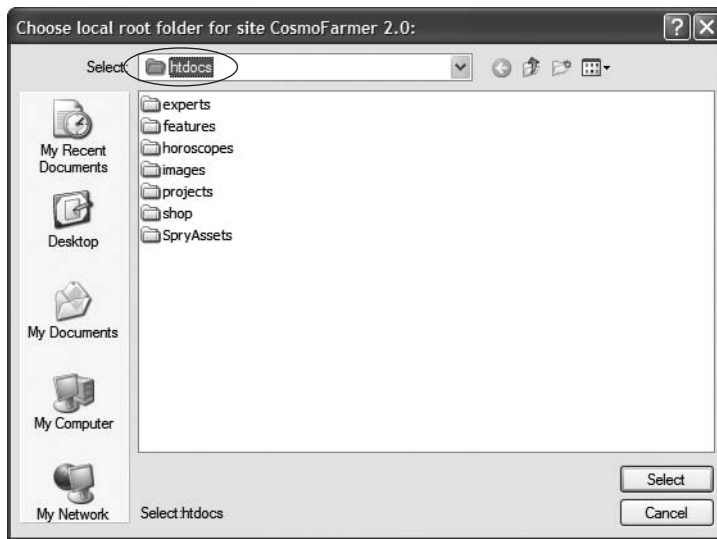 Choose local root folder for site CosmoFarmer 2.0:
Select: htdocs
My Recent
Documents
Desktop
My Documents
My Computer
My Network
experts
features
horoscopes
images
projects
shop
SpryAssets
Select:htdocs
Select
Cancel